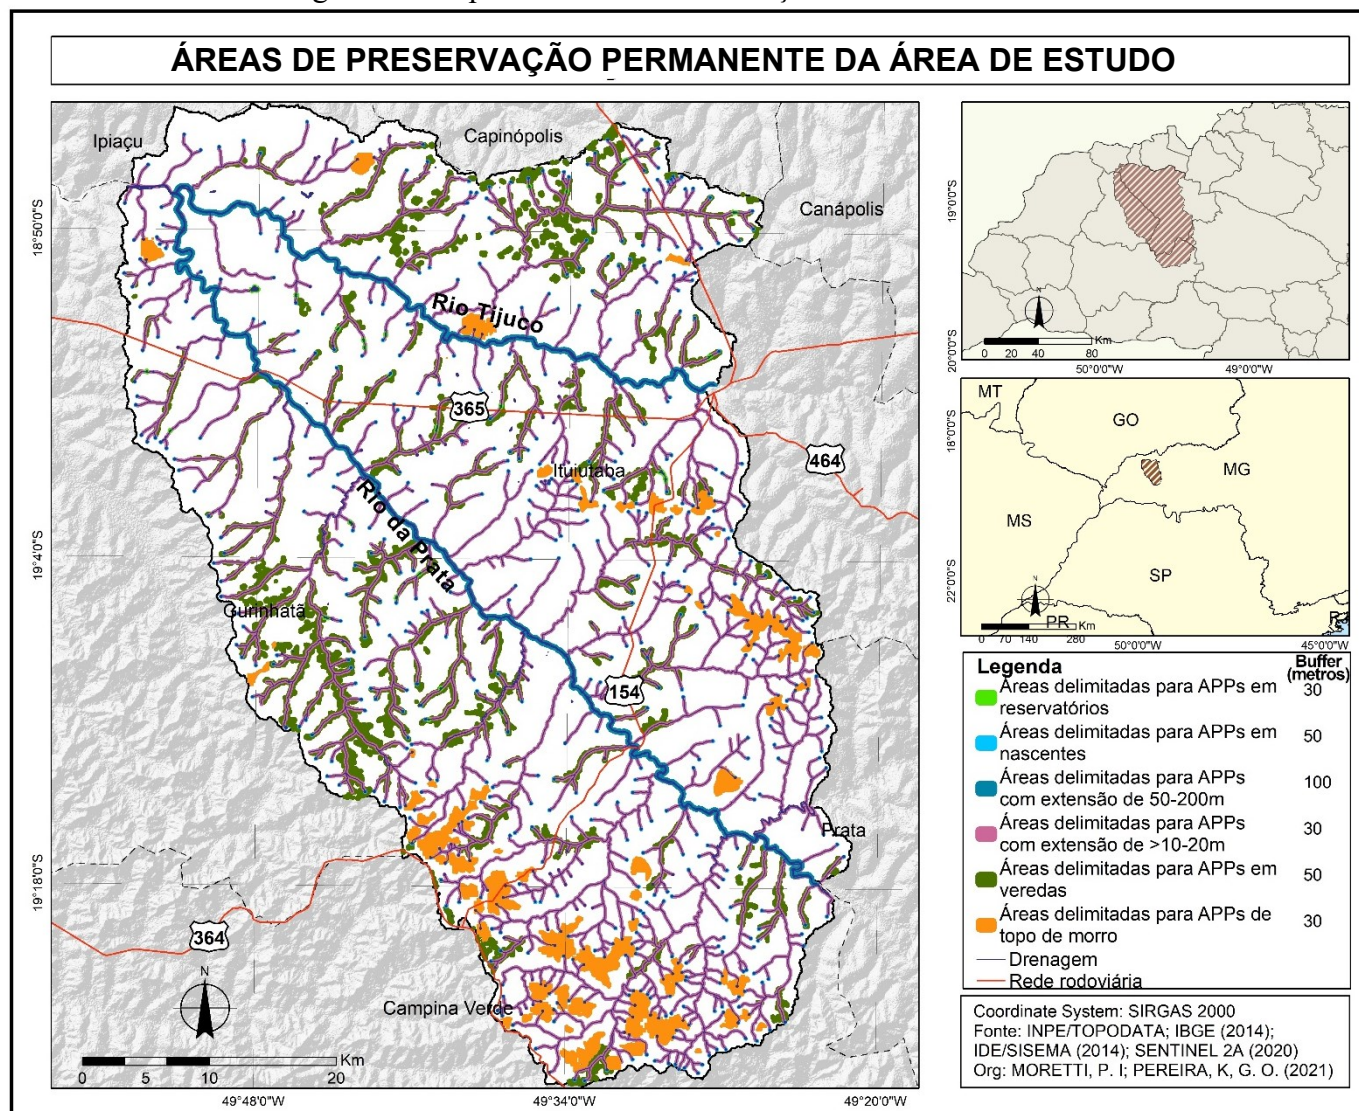 ÁREAS DE PRESERVAÇÃO PERMANENTE DA ÁREA DE ESTUDO
Ipiaçu
Capinópolis
Canápolis
18°50'0"S
Rio Tijuco
365
464
Ituiutaba
Rio da Prata
19°4'0"S
Gurinhatã
154
Prata
19°18'0"S
364
N
Campina Verde
0 5 10 20 Km
49°48'0"W 49°34'0"W 49°20'0"W
19°0'0"S
20°0'0"S
N
0 20 40 80 Km
50°0'0"W 49°0'0"W
MT
GO
MG
MS
SP
PR
18°0'0"S
22°0'0"S
N
0 70 140 280 Km
50°0'0"W 45°0'0"W
Legenda
Buffer
(metros)
Áreas delimitadas para APPs em 30
reservatórios
Áreas delimitadas para APPs em 50
nascentes
Áreas delimitadas para APPs 100
com extensão de 50-200m
Áreas delimitadas para APPs 30
com extensão de >10-20m
Áreas delimitadas para APPs em 50
veredas
Áreas delimitadas para APPs de 30
topo de morro
Drenagem
Rede rodoviária
Coordinate System: SIRGAS 2000
Fonte: INPE/TOPODATA; IBGE (2014);
IDE/SISEMA (2014); SENTINEL 2A (2020)
Org: MORETTI, P. I; PEREIRA, K, G. O. (2021)